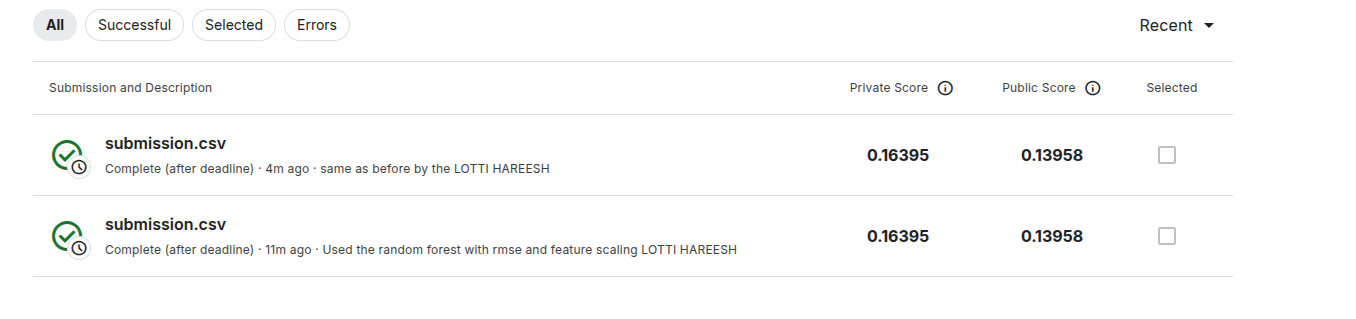 All Successful Selected Errors Recent
Submission and Description Private Score Public Score Selected
submission.csv
Complete (after deadline) · 4m ago · same as before by the LOTTI HAREESH
0.16395 0.13958
submission.csv
Complete (after deadline) · 11m ago · Used the random forest with rmse and feature scaling LOTTI HAREESH
0.16395 0.13958